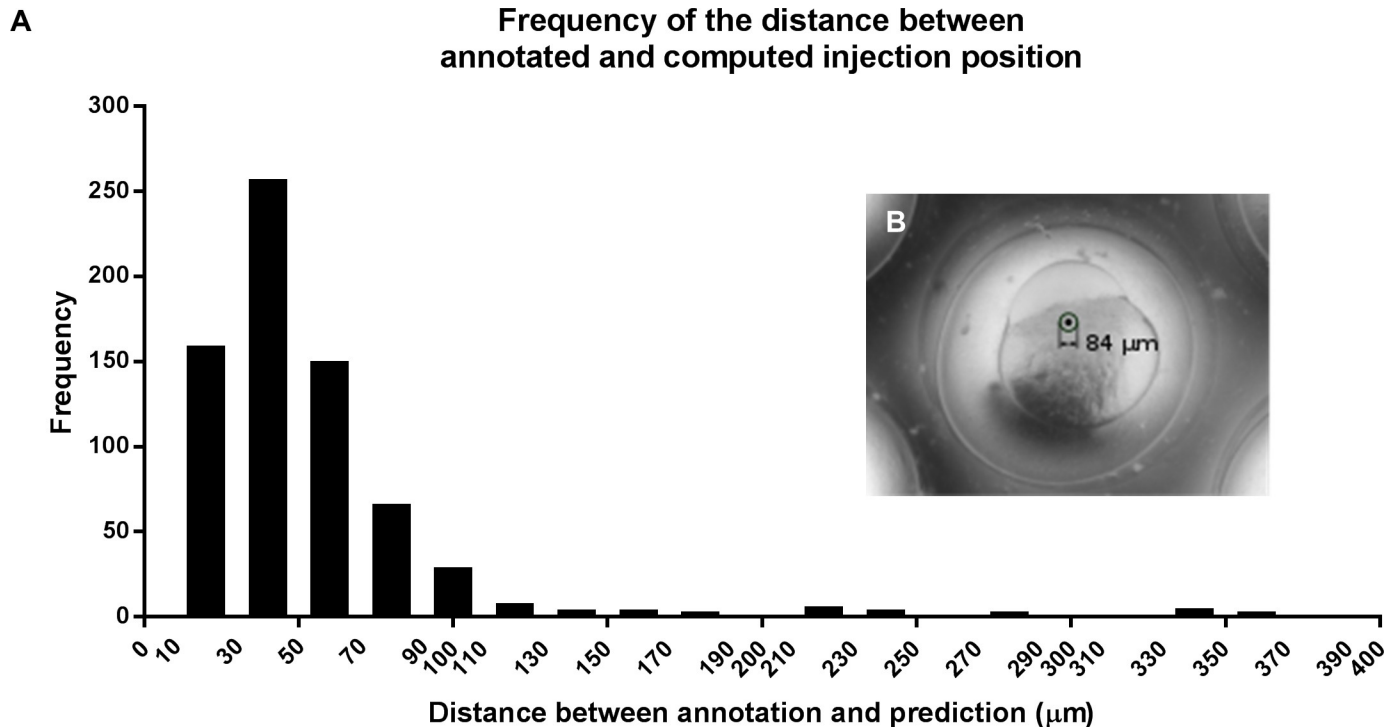 A
Frequency of the distance between
annotated and computed injection position
300
250
200
150
100
50
0
Frequency
B
84 μm
0 10 30 50 70 90 100 110 130 150 170 190 200 210 230 250 270 290 300 310 330 350 370 390 400
Distance between annotation and prediction (μm)